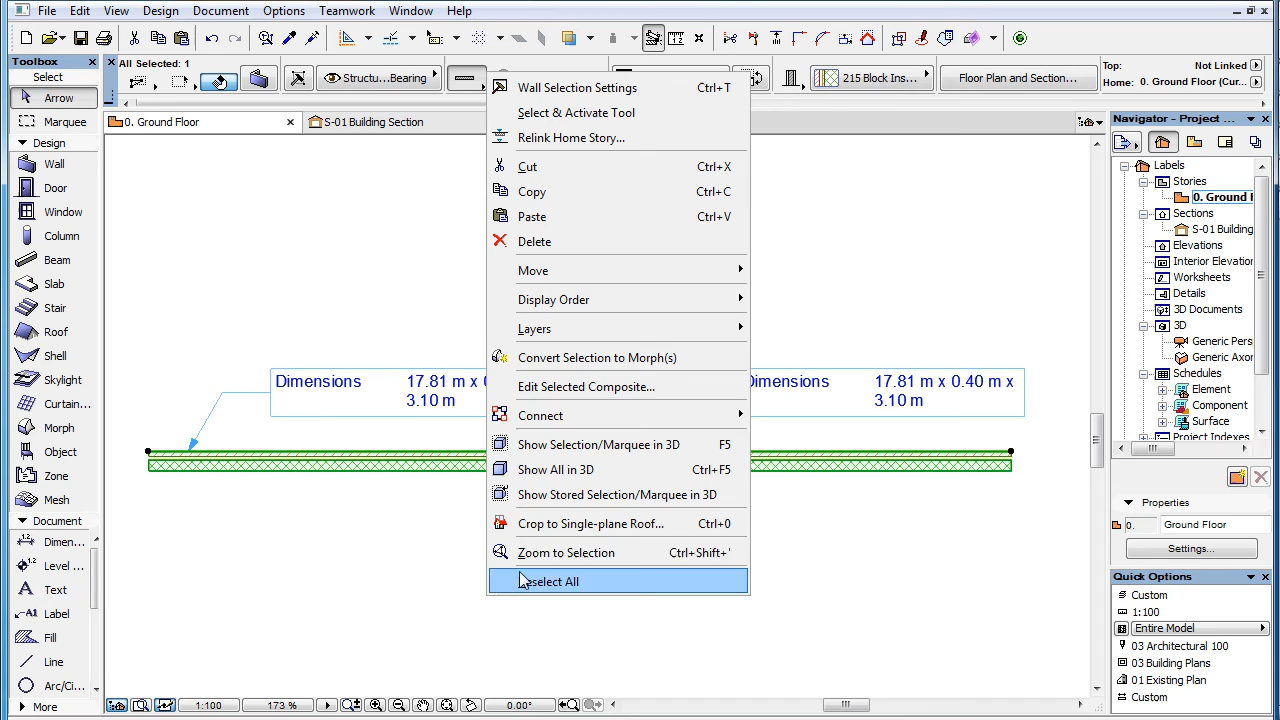 File Edit View Design Document Options Teamwork Window Help
Toolbox
Select
Arrow
Marquee
Design
Wall
Door
Window
Column
Beam
Slab
Stair
Roof
Shell
Skylight
Curtain...
Morph
Object
Zone
Mesh
Document
Dimen...
Level ...
Text
Label
Fill
Line
Arc/Ci...
More
All Selected: 1
Structu...Bearing
215 Block Ins...
Floor Plan and Section...
Top: Not Linked
Home: 0. Ground Floor (Cur...
0. Ground Floor
S-01 Building Section
Dimensions 17.81 m x
3.10 m
Dimensions 17.81 m x 0.40 m x
3.10 m
Wall Selection Settings Ctrl+T
Select & Activate Tool
Relink Home Story...
Cut Ctrl+X
Copy Ctrl+C
Paste Ctrl+V
Delete
Move
Display Order
Layers
Convert Selection to Morph(s)
Edit Selected Composite...
Connect
Show Selection/Marquee in 3D F5
Show All in 3D Ctrl+F5
Show Stored Selection/Marquee in 3D
Crop to Single-plane Roof... Ctrl+0
Zoom to Selection Ctrl+Shift+'
eselect All
1:100 173 % 0.00°
Navigator - Project ...
Labels
Stories
0. Ground F
Sections
S-01 Building
Elevations
Interior Elevation
Worksheets
Details
3D Documents
3D
Generic Pers
Generic Axon
Schedules
Element
Component
Surface
Project Indexes
Properties
0. Ground Floor
Settings...
Quick Options
Custom
1:100
Entire Model
03 Architectural 100
03 Building Plans
01 Existing Plan
Custom